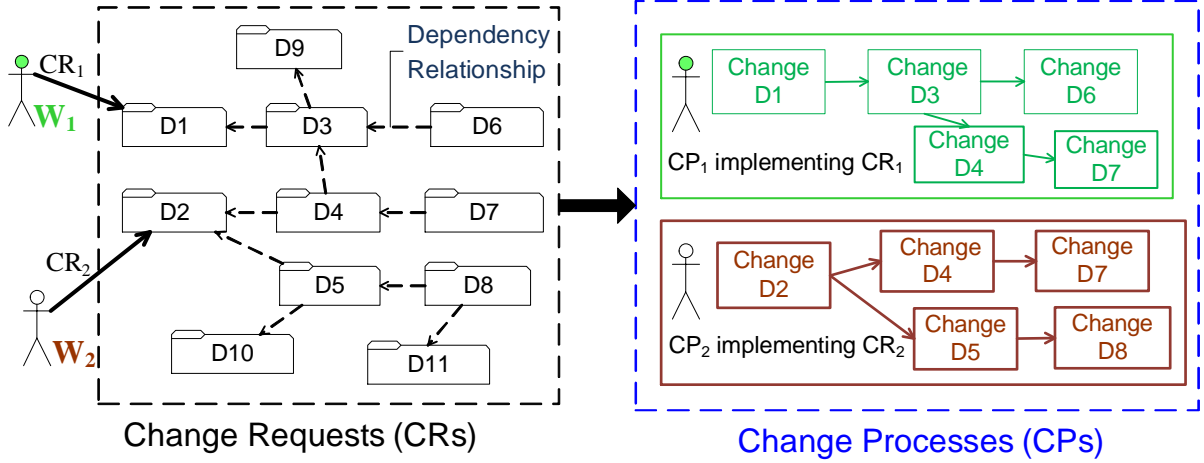 CR1
W1
D9
Dependency
Relationship
D1
D3
D6
D2
D4
D7
CR2
W2
D5
D8
D10
D11
Change Requests (CRs)
Change
D1
Change
D3
Change
D6
Change
D4
Change
D7
CP1 implementing CR1
Change
D2
Change
D4
Change
D7
Change
D5
Change
D8
CP2 implementing CR2
Change Processes (CPs)